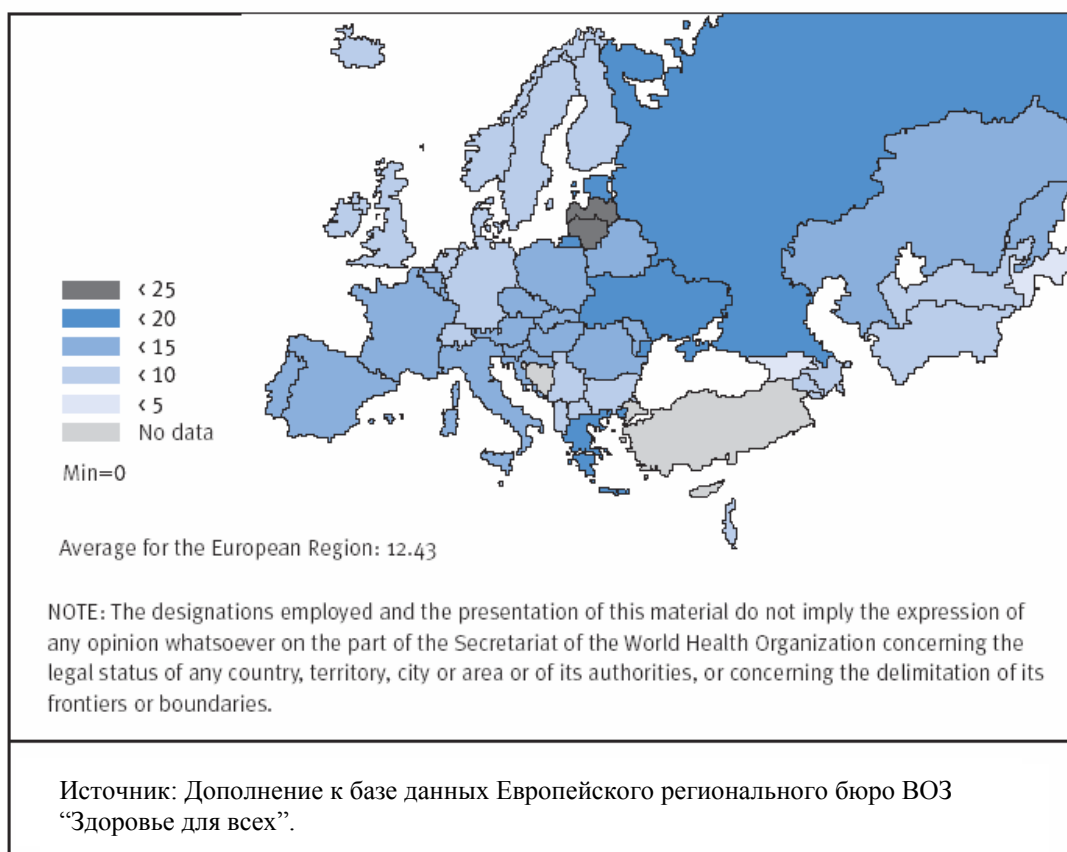 ‹ 25
‹ 20
‹ 15
‹ 10
‹ 5
No data
Min=0
Average for the European Region: 12.43
NOTE: The designations employed and the presentation of this material do not imply the expression of
any opinion whatsoever on the part of the Secretariat of the World Health Organization concerning the
legal status of any country, territory, city or area or of its authorities, or concerning the delimitation of its
frontiers or boundaries.
Источник: Дополнение к базе данных Европейского регионального бюро ВОЗ
“Здоровье для всех”.